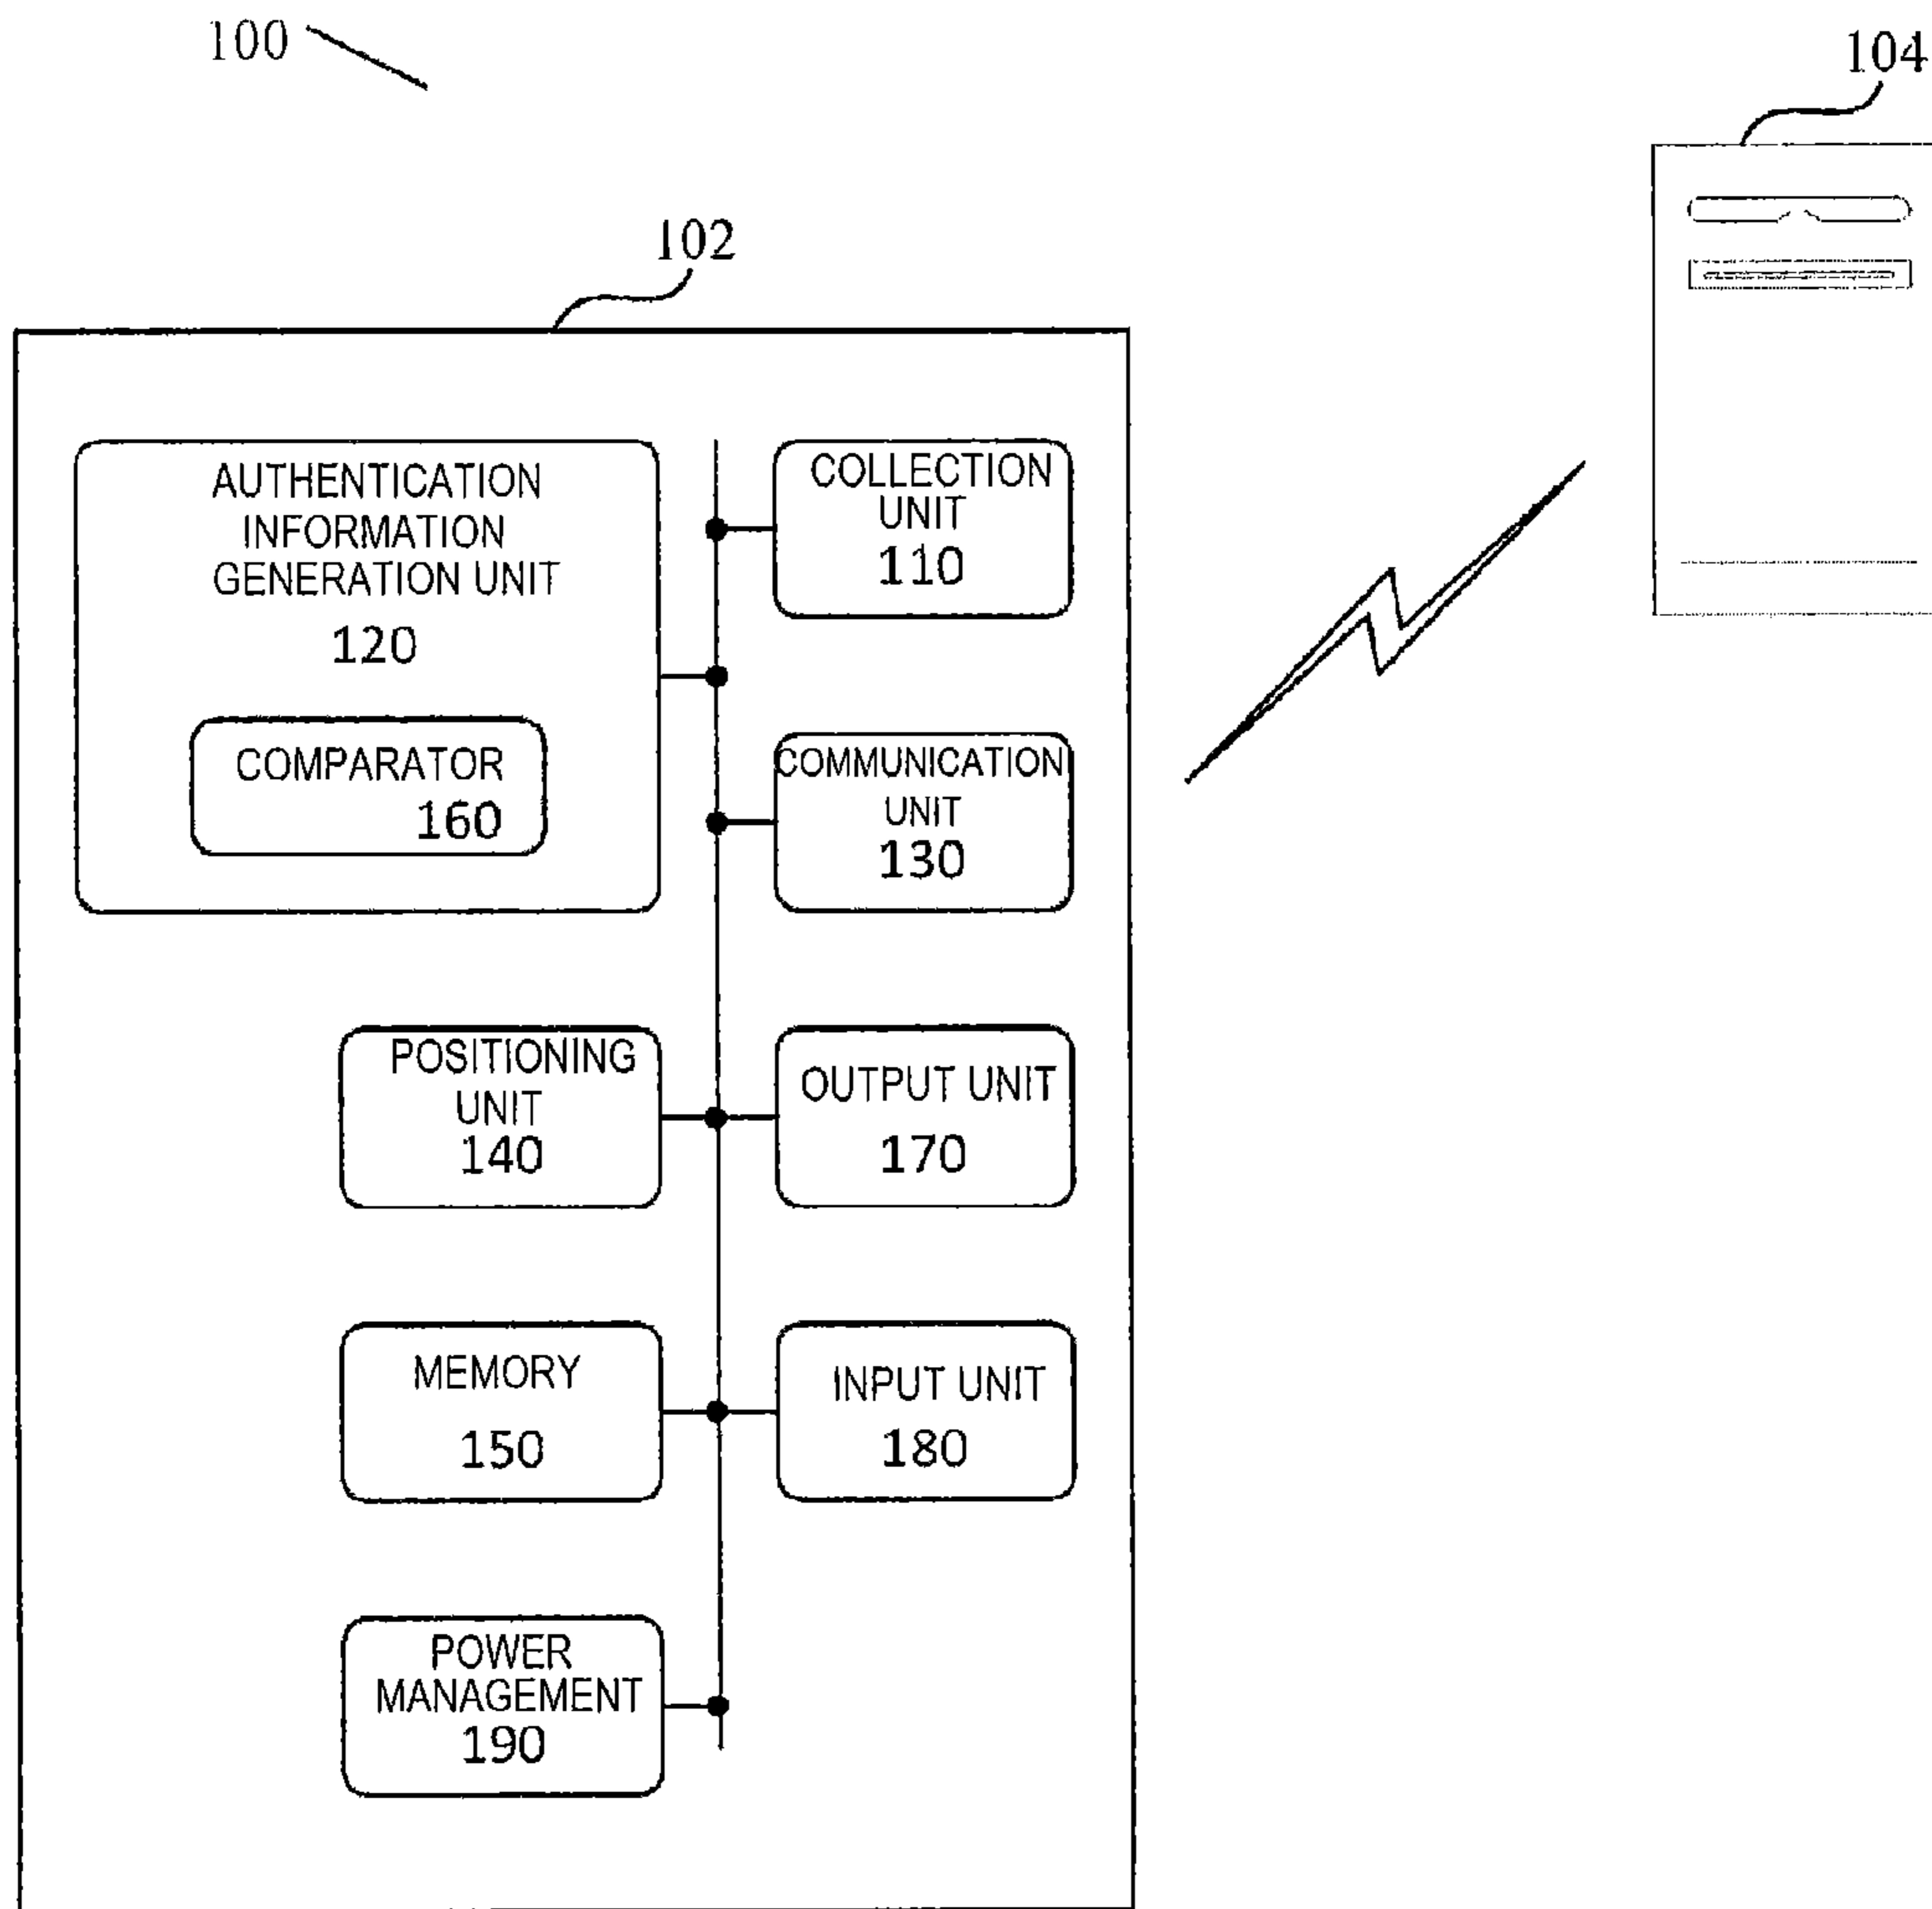 100
104
102
AUTHENTICATION
INFORMATION
GENERATION UNIT
120
COMPARATOR
160
COLLECTION
UNIT
110
COMMUNICATION
UNIT
130
POSITIONING
UNIT
140
OUTPUT UNIT
170
MEMORY
150
INPUT UNIT
180
POWER
MANAGEMENT
190